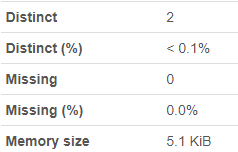 Distinct 2
Distinct (%) < 0.1%
Missing 0
Missing (%) 0.0%
Memory size 5.1 KiB